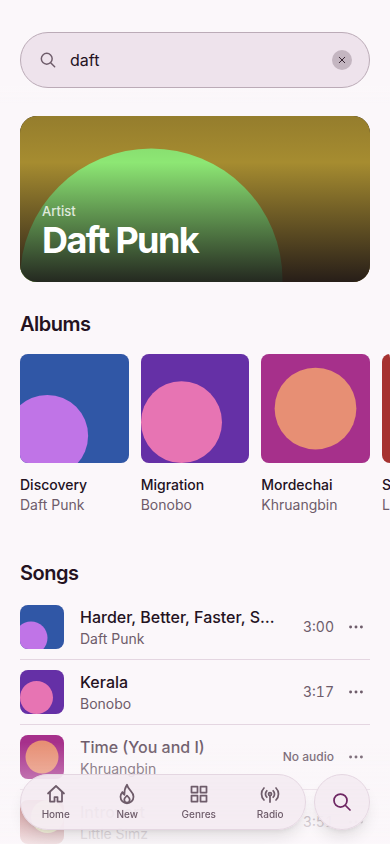 daft
Artist
Daft Punk
Albums
Discovery
Daft Punk
Migration
Bonobo
Mordechai
Khruangbin
S
L
Songs
Harder, Better, Faster, S...
Daft Punk
3:00
Kerala
Bonobo
3:17
Time (You and I)
Khruangbin
No audio
Little Simz
Home
New
Genres
Radio